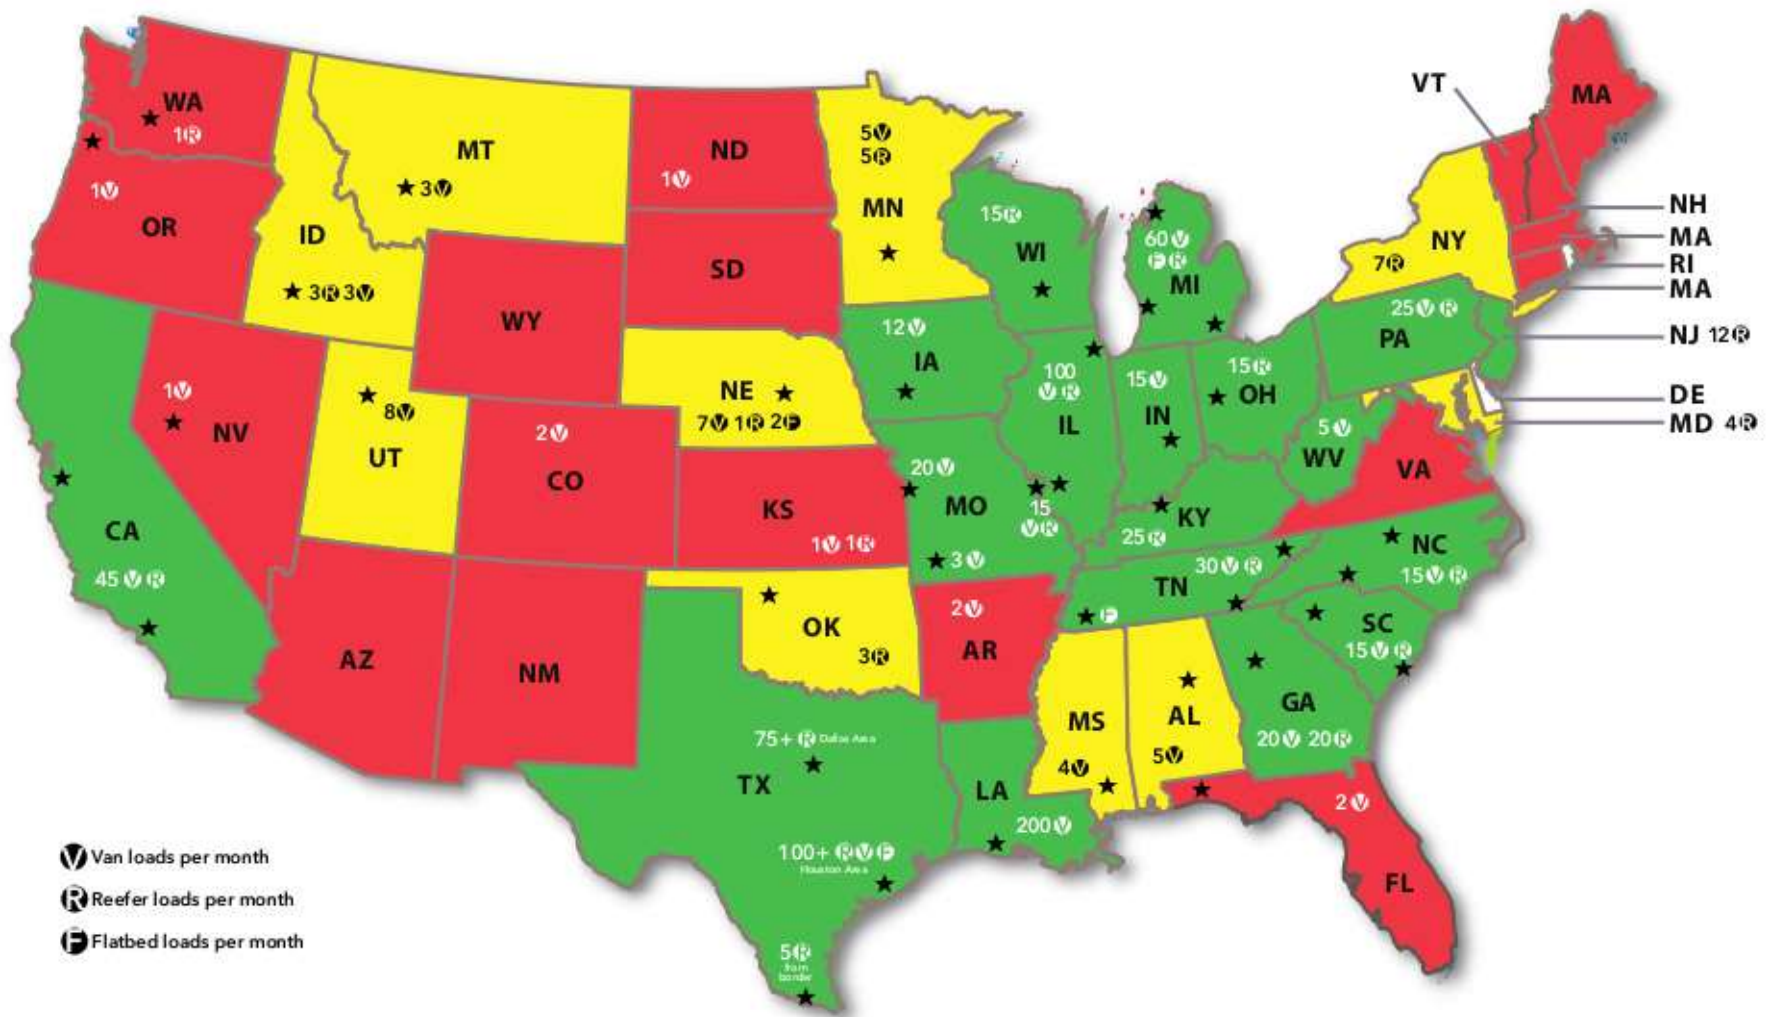 WA
1R
1V
OR
MT
3V
ID
3R 3V
ND
1V
SD
WY
5V
5R
MN
15R
WI
60V
F R
MI
VT
MA
NH
MA
RI
MA
NY
7R
25V R
PA
NJ 12R
DE
MD 4R
12V
IA
100
V R
IL
15V
IN
15R
OH
5V
WV
VA
1V
NV
8V
UT
2V
CO
NE
7V 1R 2F
KS
1V 1R
20V
MO
3V
15
VR
KY
25R
CA
45 V R
AZ
NM
OK
3R
2V
AR
TN
30V R
F
NC
15V R
SC
15V R
GA
20V 20R
MS
4V
AL
5V
75+ R Dallas Area
TX
100+ R V F
Houston Area
5R
from
border
LA
200V
2V
FL
V Van loads per month
R Reefer loads per month
F Flatbed loads per month